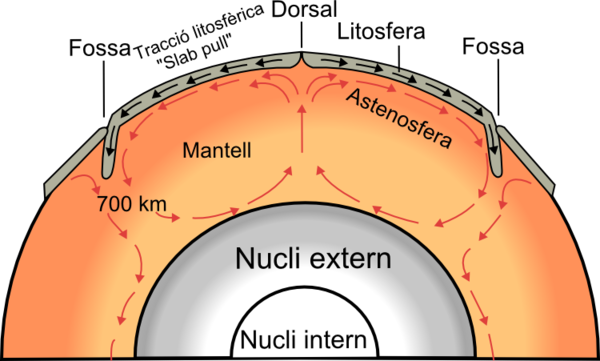 Dorsal
Tracció litosfèrica
"Slab pull"
Litosfera
Fossa
Fossa
Astenosfera
Mantell
700 km
Nucli extern
Nucli intern